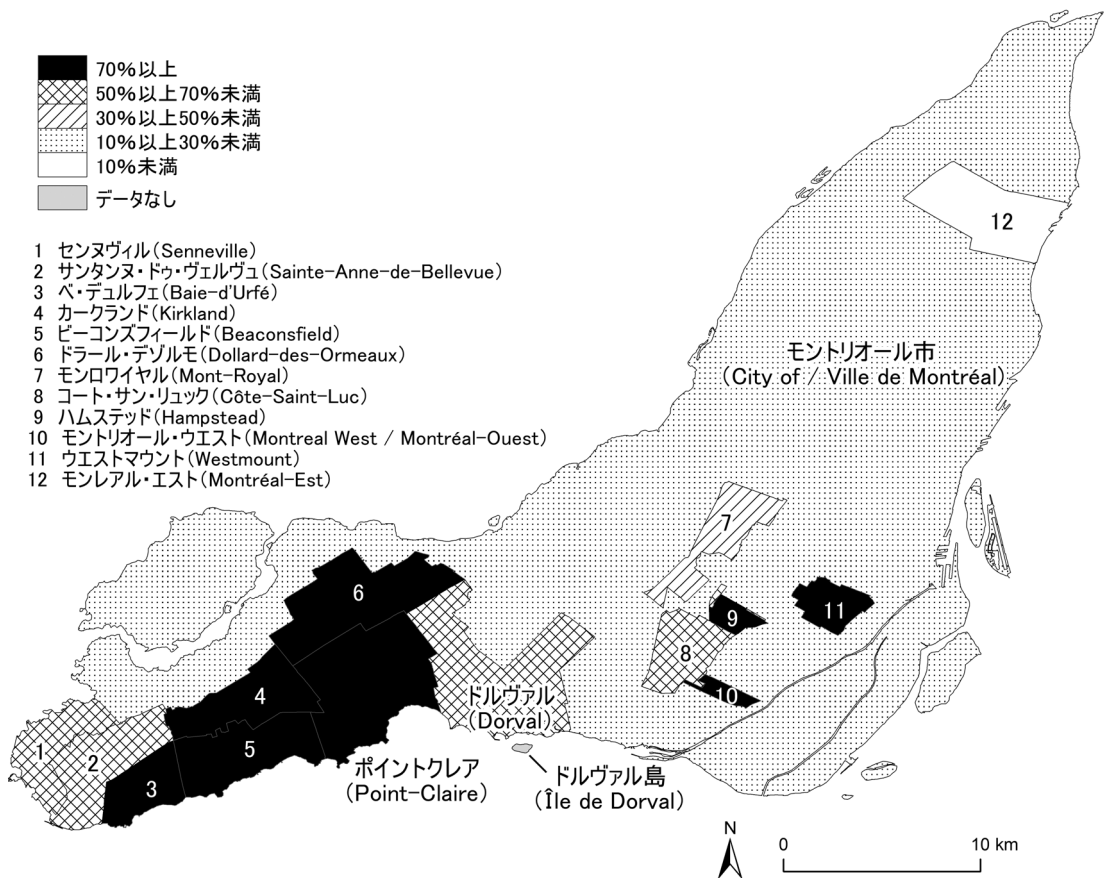 70％以上
50％以上70％未満
30％以上50％未満
10％以上30％未満
10％未満
データなし
1 センヌヴィル（Senneville）
2 サンタンヌ・ドゥ・ヴェルヴュ（Sainte-Anne-de-Bellevue）
3 ベ・デュルフェ（Baie-d'Urfé）
4 カークランド（Kirkland）
5 ビーコンズフィールド（Beaconsfield）
6 ドラール・デゾルモ（Dollard-des-Ormeaux）
7 モンロワイヤル（Mont-Royal）
8 コート・サン・リュック（Côte-Saint-Luc）
9 ハムステッド（Hampstead）
10 モントリオール・ウエスト（Montreal West / Montréal-Ouest）
11 ウエストマウント（Westmount）
12 モンレアル・エスト（Montréal-Est）
12
モントリオール市
（City of / Ville de Montréal）
7
6
9
11
8
10
4
ドルヴァル
（Dorval）
1
2
5
3
ポイントクレア
（Point-Claire）
ドルヴァル島
（Île de Dorval）
N
0 10 km